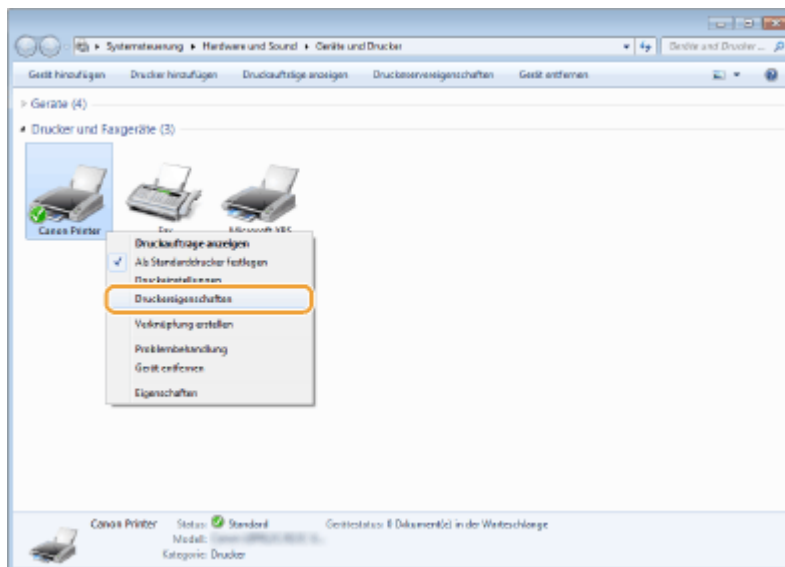 Systemsteuerung Hardware und Sound Geräte und Drucker Geräte und Drucker ...
Gerät hinzufügen Drucker hinzufügen Druckaufträge anzeigen Druckservereigenschaften Gerät entfernen
Geräte (4)
Drucker und Faxgeräte (3)
Canon Printer Fax Microsoft XPS
Druckaufträge anzeigen
Als Standarddrucker festlegen
Druckeinstellungen
Druckereigenschaften
Verknüpfung erstellen
Problembehandlung
Gerät entfernen
Eigenschaften
Canon Printer Status: Standard Gerätestatus: 0 Dokument(e) in der Warteschlange
Modell:
Kategorie: Drucker